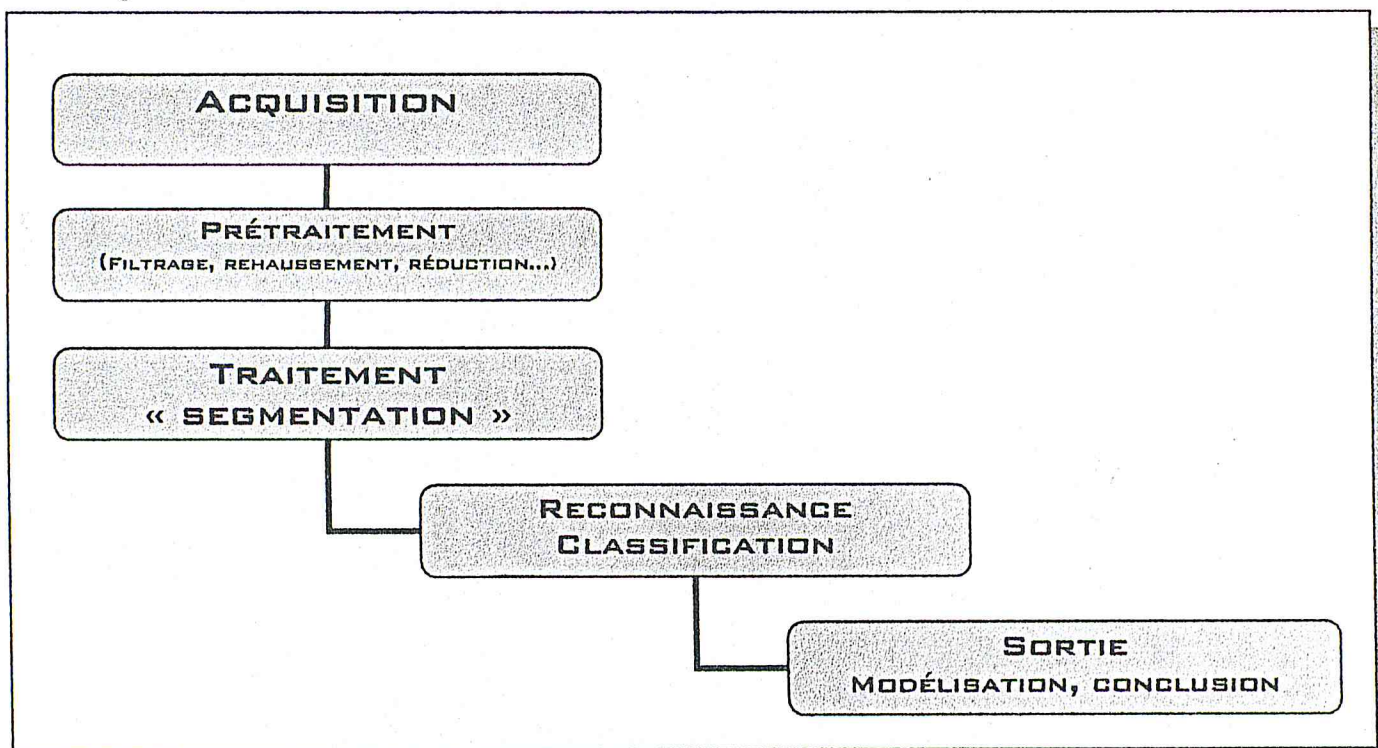 ACQUISITION
PRÉTRAITEMENT
(FILTRAGE, REHAUSSEMENT, RÉDUCTION...)
TRAITEMENT
« SEGMENTATION »
RECONNAISSANCE
CLASSIFICATION
SORTIE
MODÉLISATION, CONCLUSION